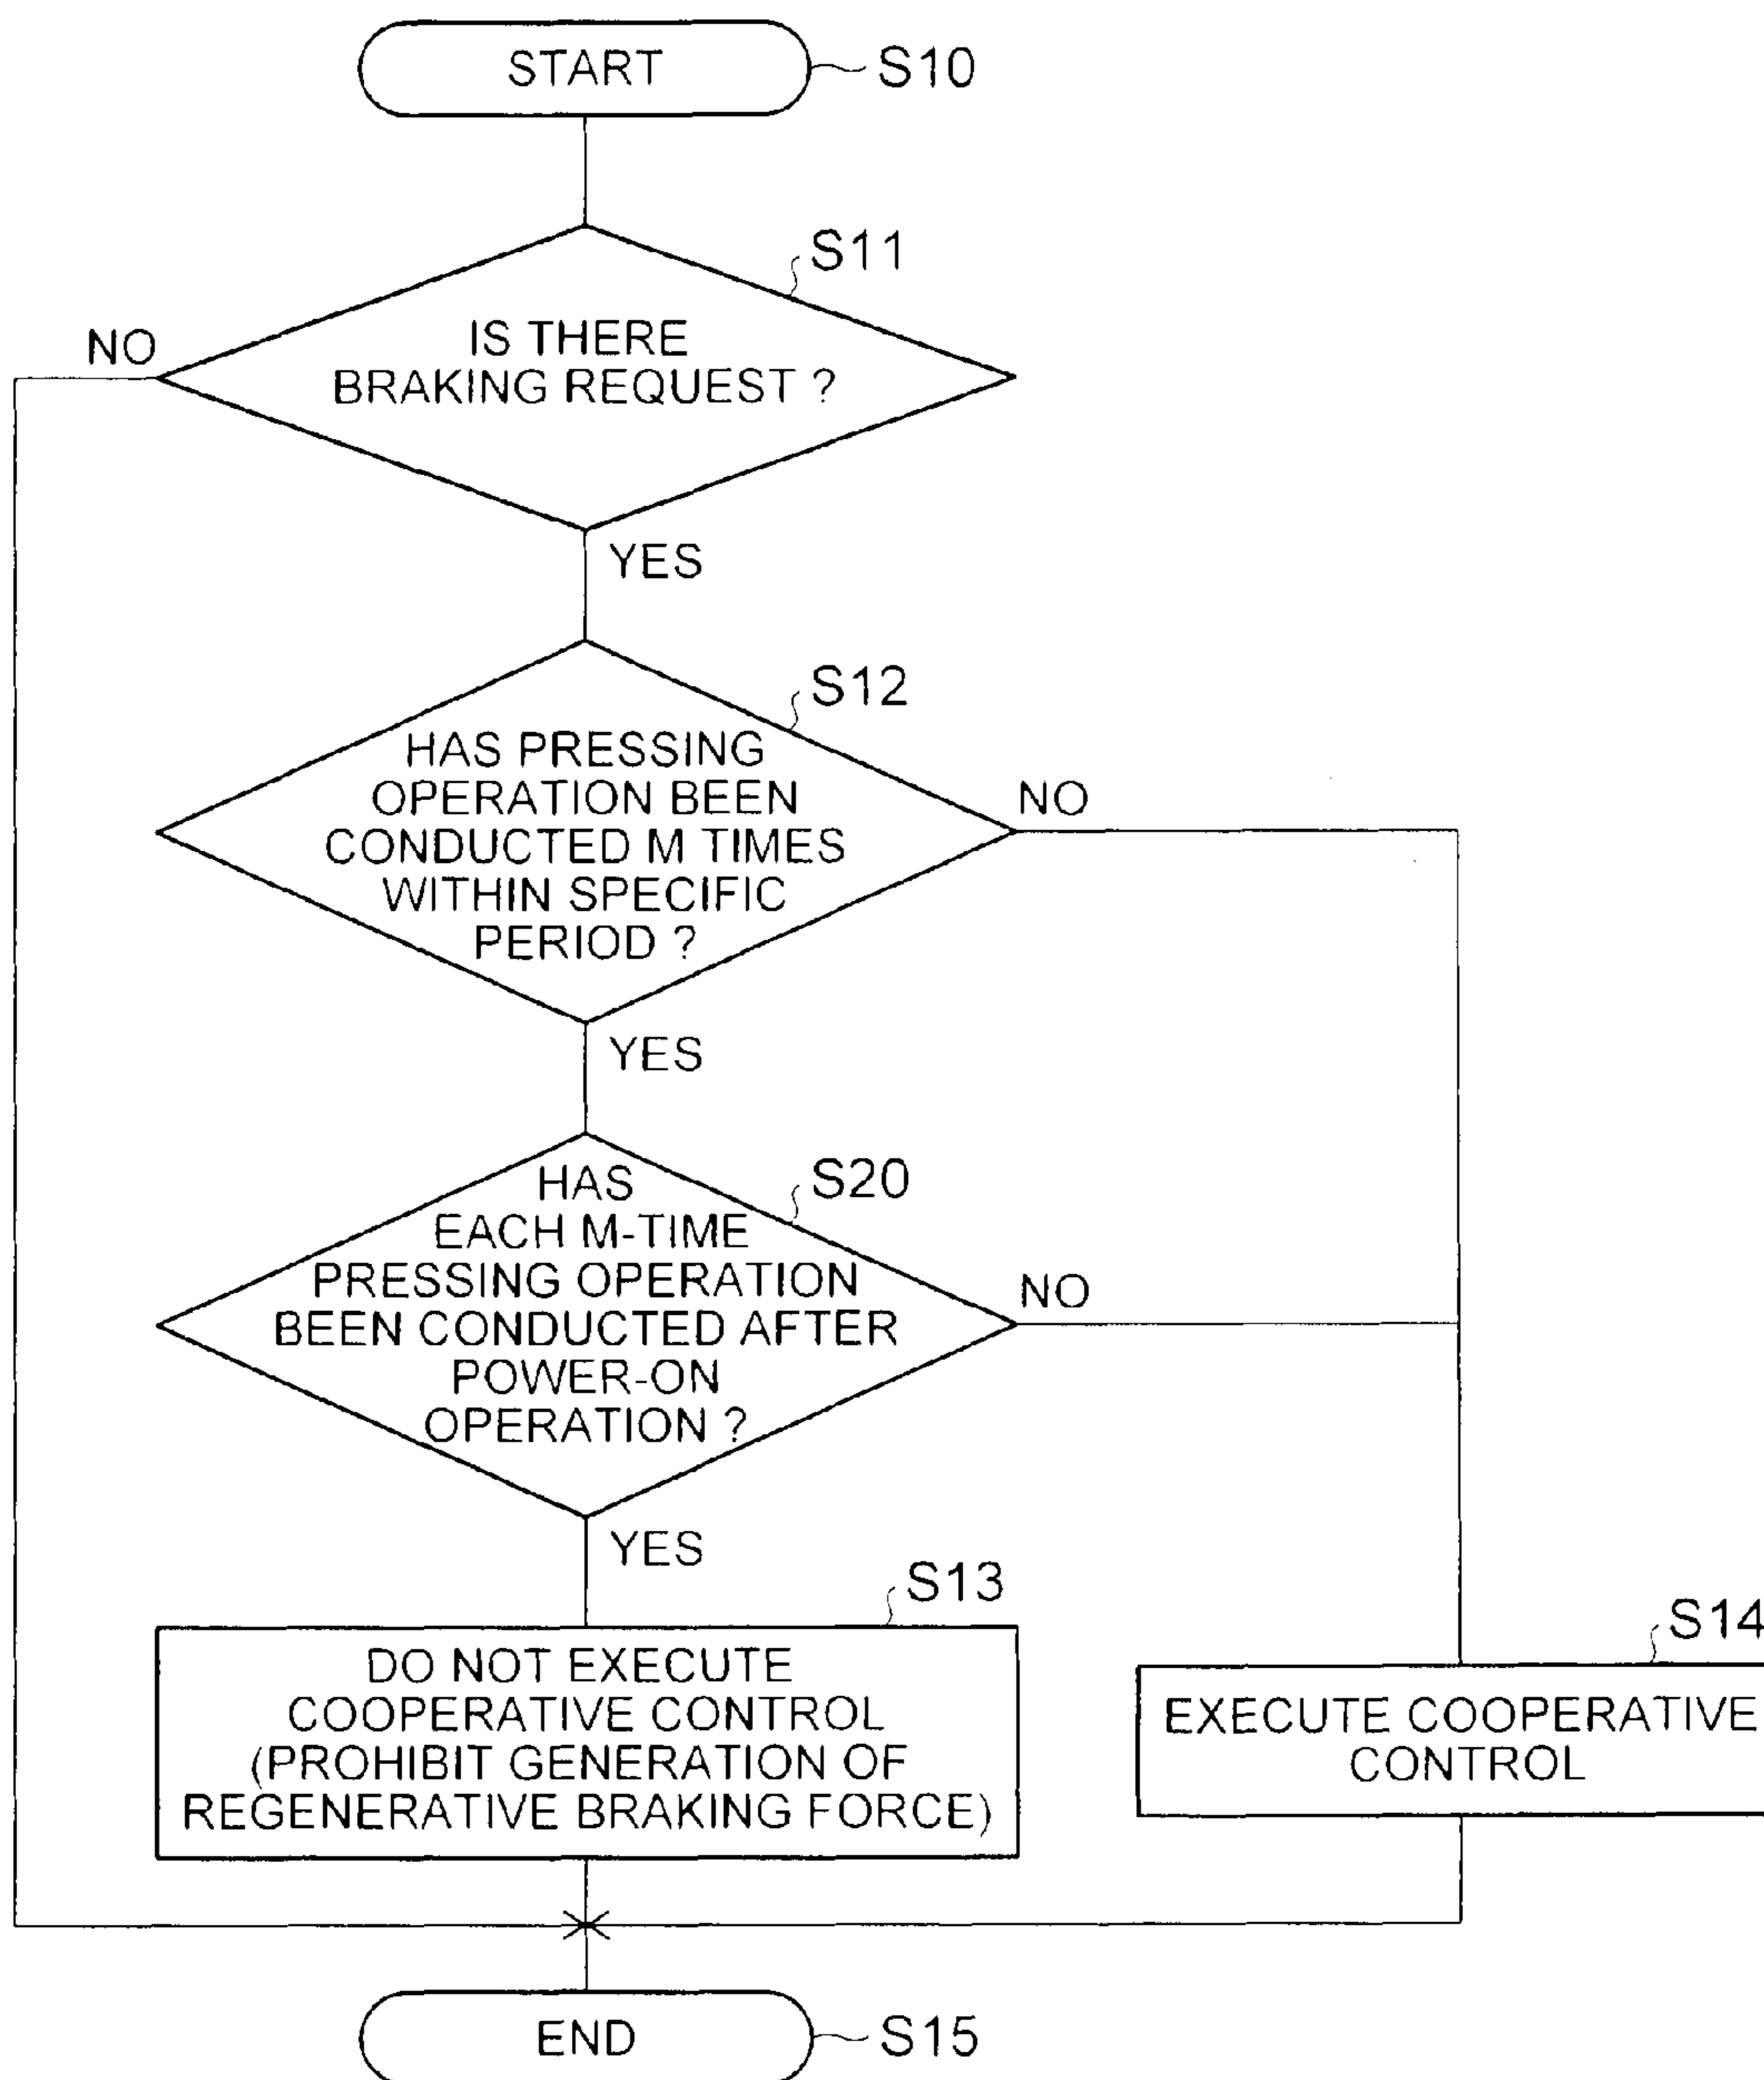 START
S10
S11
NO
IS THERE
BRAKING REQUEST ?
YES
S12
HAS PRESSING
OPERATION BEEN
CONDUCTED M TIMES
WITHIN SPECIFIC
PERIOD ?
NO
YES
S20
HAS
EACH M-TIME
PRESSING OPERATION
BEEN CONDUCTED AFTER
POWER-ON
OPERATION ?
NO
YES
S13
DO NOT EXECUTE
COOPERATIVE CONTROL
(PROHIBIT GENERATION OF
REGENERATIVE BRAKING FORCE)
S14
EXECUTE COOPERATIVE
CONTROL
END
S15